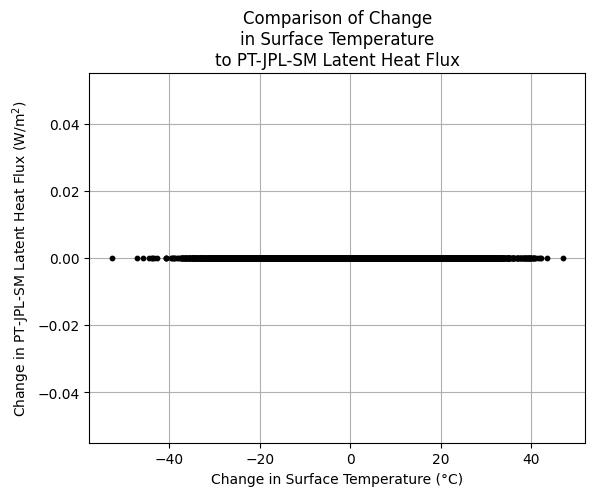 Comparison of Change
in Surface Temperature
to PT-JPL-SM Latent Heat Flux
Change in PT-JPL-SM Latent Heat Flux (W/m²)
0.04
0.02
0.00
−0.02
−0.04
−40
−20
0
20
40
Change in Surface Temperature (°C)